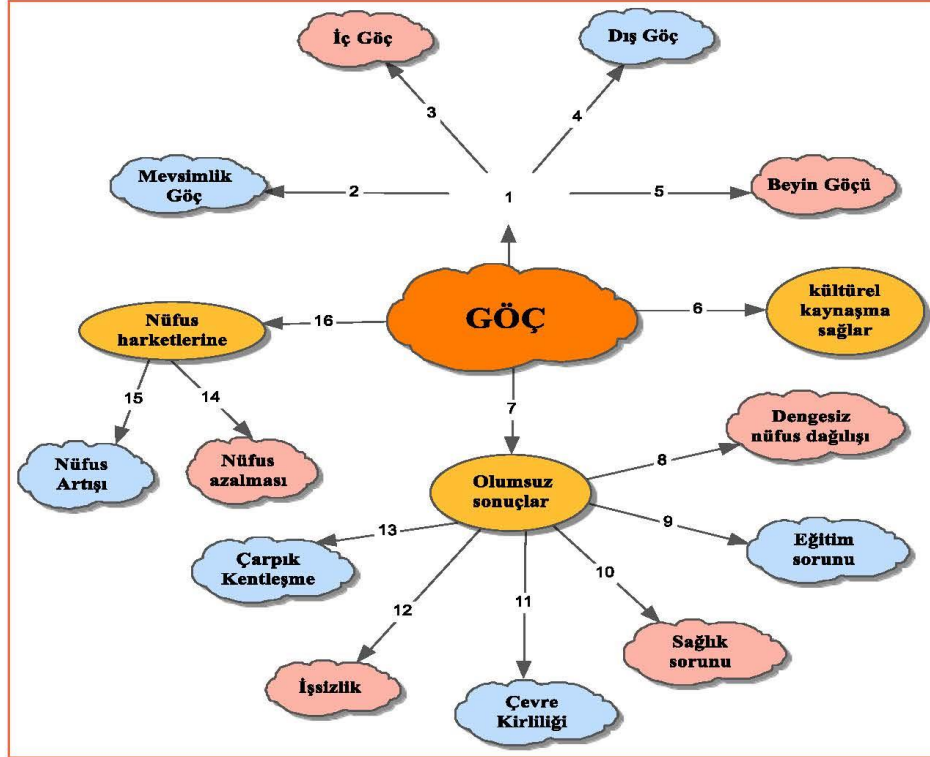 İç Göç
Dış Göç
3
4
Mevsimlik
Göç
2
1
5
Beyin Göçü
GÖÇ
6
kültürel
kaynaşma
sağlar
Nüfus
harketlerine
16
15
14
7
Nüfus
Artışı
Nüfus
azalması
Olumsuz
sonuçlar
8
Dengesiz
nüfus dağılışı
9
Eğitim
sorunu
13
Çarpık
Kentleşme
12
11
10
İşsizlik
Çevre
Kirliliği
Sağlık
sorunu